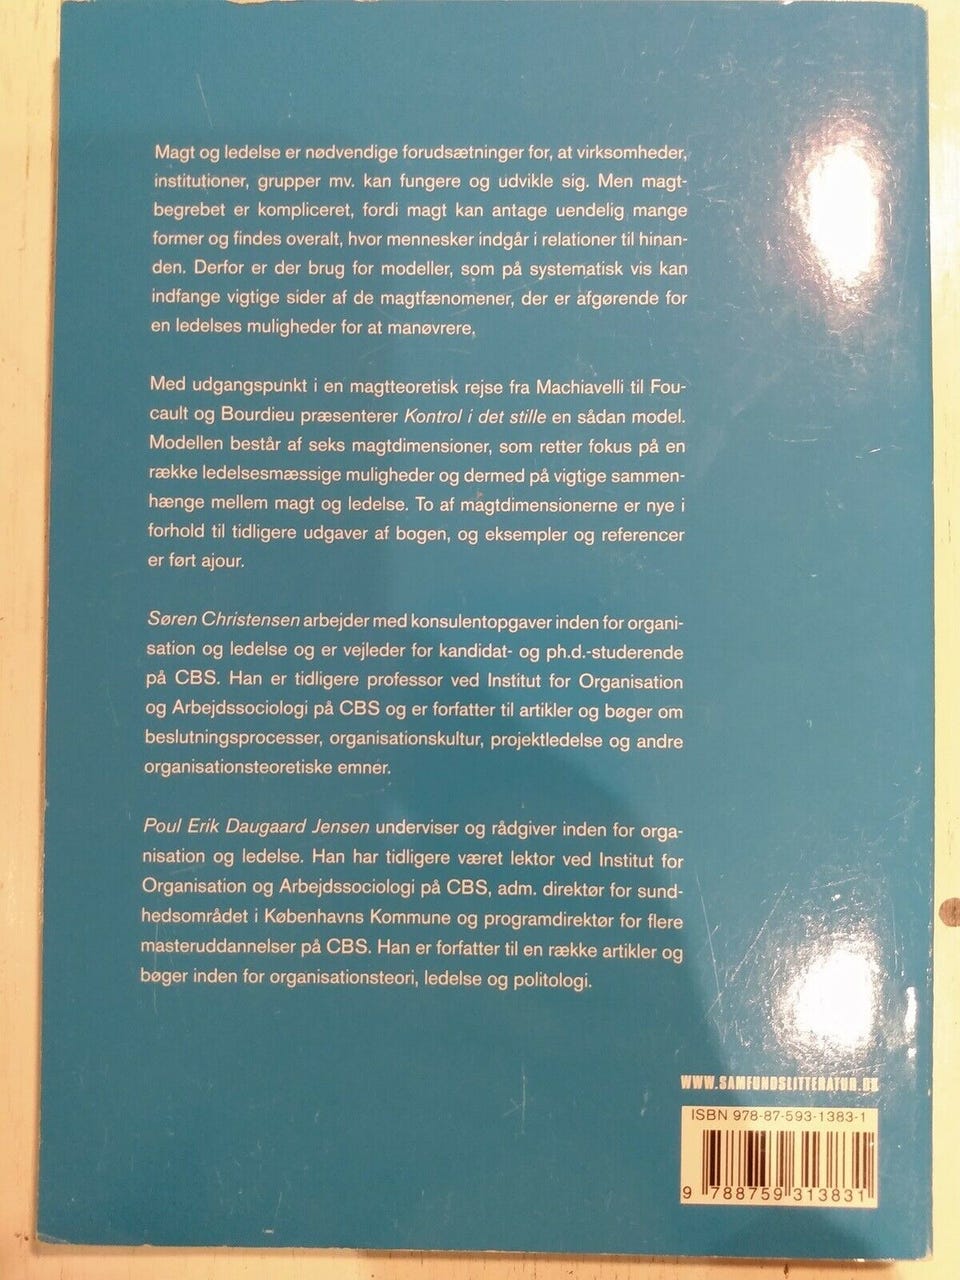 Magt og ledelse er nødvendige forudsætninger for, at virksomheder,
institutioner, grupper mv. kan fungere og udvikle sig. Men magt-
begrebet er kompliceret, fordi magt kan antage uendelig mange
former og findes overalt, hvor mennesker indgår i relationer til hinan-
den. Derfor er der brug for modeller, som på systematisk vis kan
indfange vigtige sider af de magtfænomener, der er afgørende for
en ledelses muligheder for at manøvrere.
Med udgangspunkt i en magtteoretisk rejse fra Machiavelli til Fou-
cault og Bourdieu præsenterer Kontrol i det stille en sådan model.
Modellen består af seks magtdimensioner, som retter fokus på en
række ledelsesmæssige muligheder og dermed på vigtige sammen-
hænge mellem magt og ledelse. To af magtdimensionerne er nye i
forhold til tidligere udgaver af bogen, og eksempler og referencer
er ført ajour.
Søren Christensen arbejder med konsulentopgaver inden for organi-
sation og ledelse og er vejleder for kandidat- og ph.d.-studerende
på CBS. Han er tidligere professor ved Institut for Organisation
og Arbejdssociologi på CBS og er forfatter til artikler og bøger om
beslutningsprocesser, organisationskultur, projektledelse og andre
organisationsteoretiske emner.
Poul Erik Daugaard Jensen underviser og rådgiver inden for orga-
nisation og ledelse. Han har tidligere været lektor ved Institut for
Organisation og Arbejdssociologi på CBS, adm. direktør for sund-
hedsområdet i Københavns Kommune og programdirektør for flere
masteruddannelser på CBS. Han er forfatter til en række artikler og
bøger inden for organisationsteori, ledelse og politologi.
WWW.SAMFUNDSLITTERATUR.DK
ISBN 978-87-593-1383-1
9 788759 313831